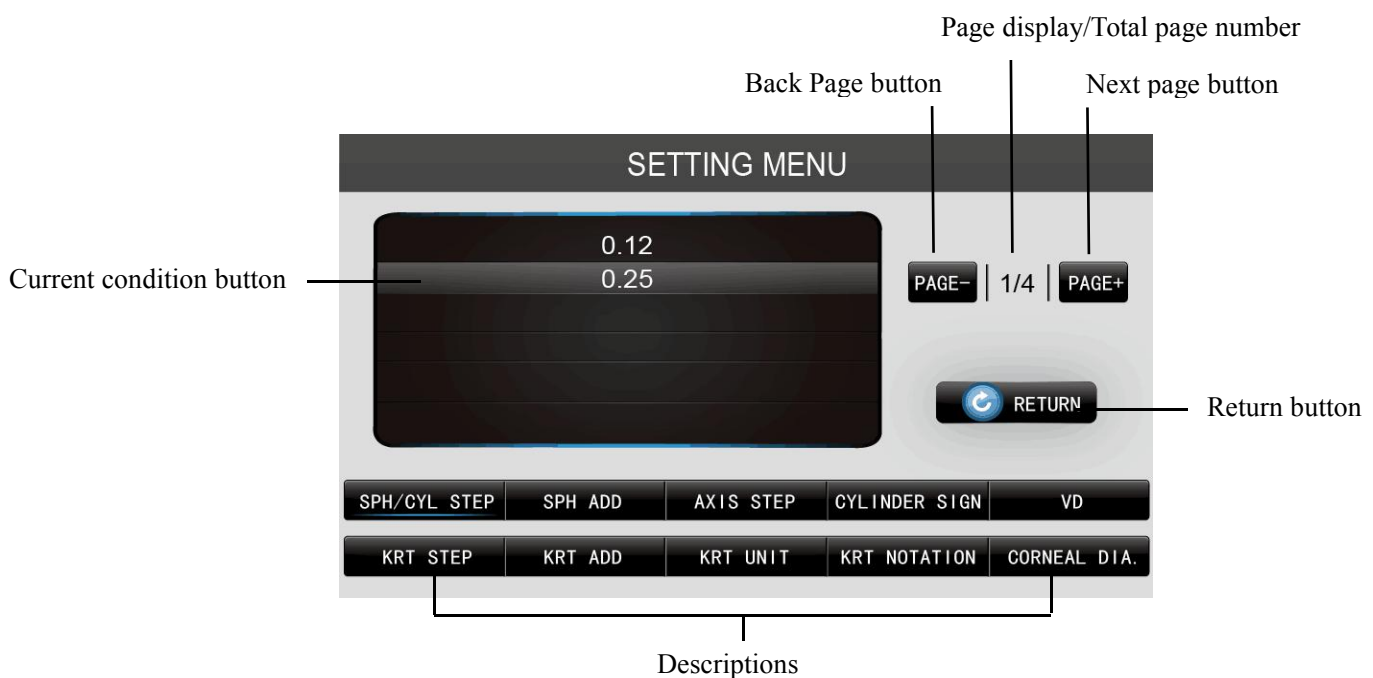 Page display/Total page number
Back Page button
Next page button
SETTING MENU
0.12
Current condition button
0.25
PAGE-
1/4
PAGE+
RETURN
Return button
SPH/CYL STEP
SPH ADD
AXIS STEP
CYLINDER SIGN
VD
KRT STEP
KRT ADD
KRT UNIT
KRT NOTATION
CORNEAL DIA.
Descriptions